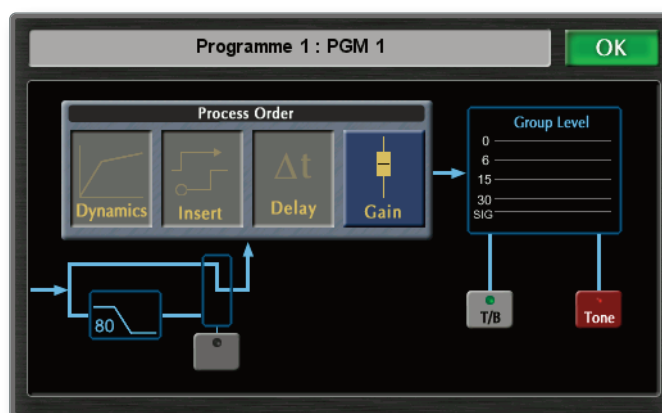 Programme 1 : PGM 1
OK
Process Order
Dynamics
Insert
Delay
Δt
Gain
Group Level
0
6
15
30
SIG
80
T/B
Tone